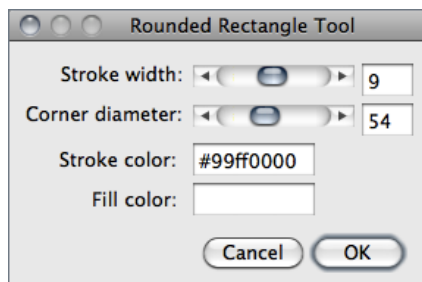 Rounded Rectangle Tool
Stroke width: 9
Corner diameter: 54
Stroke color: #99ff0000
Fill color:
Cancel OK